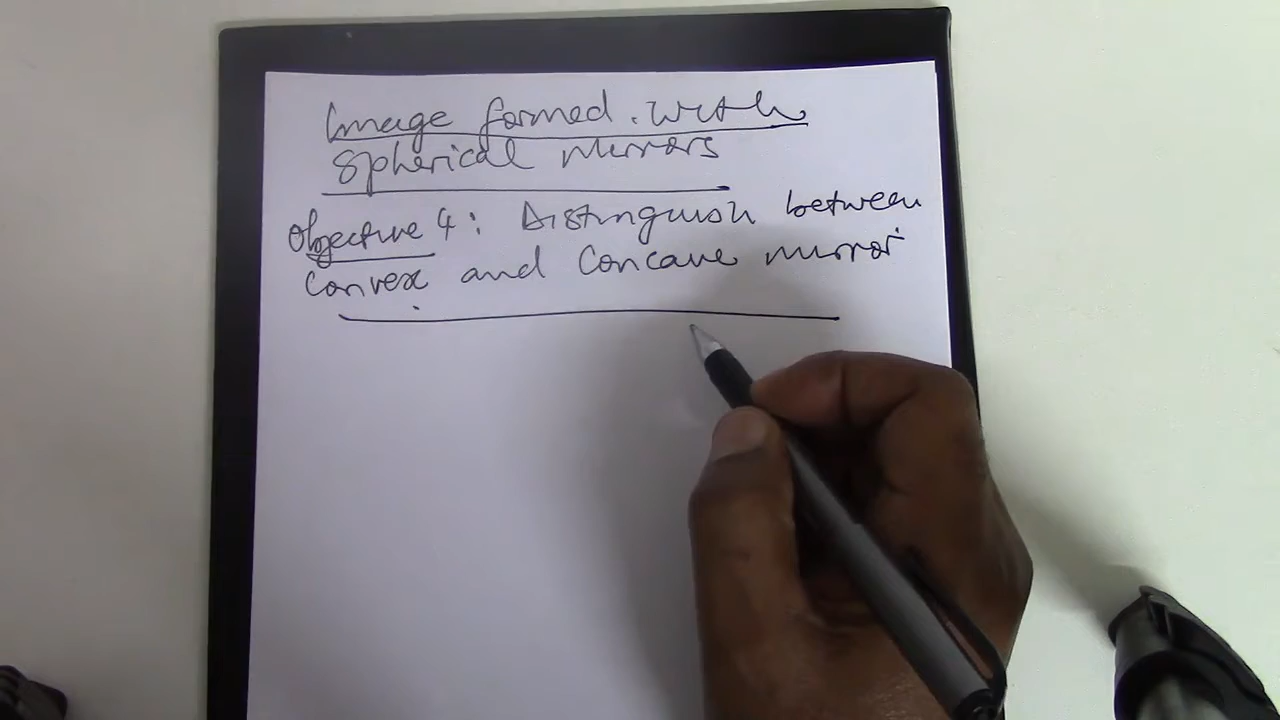 Image formed with
Spherical mirrors
Objective 4: Distinguish between
Convex and Concave mirror